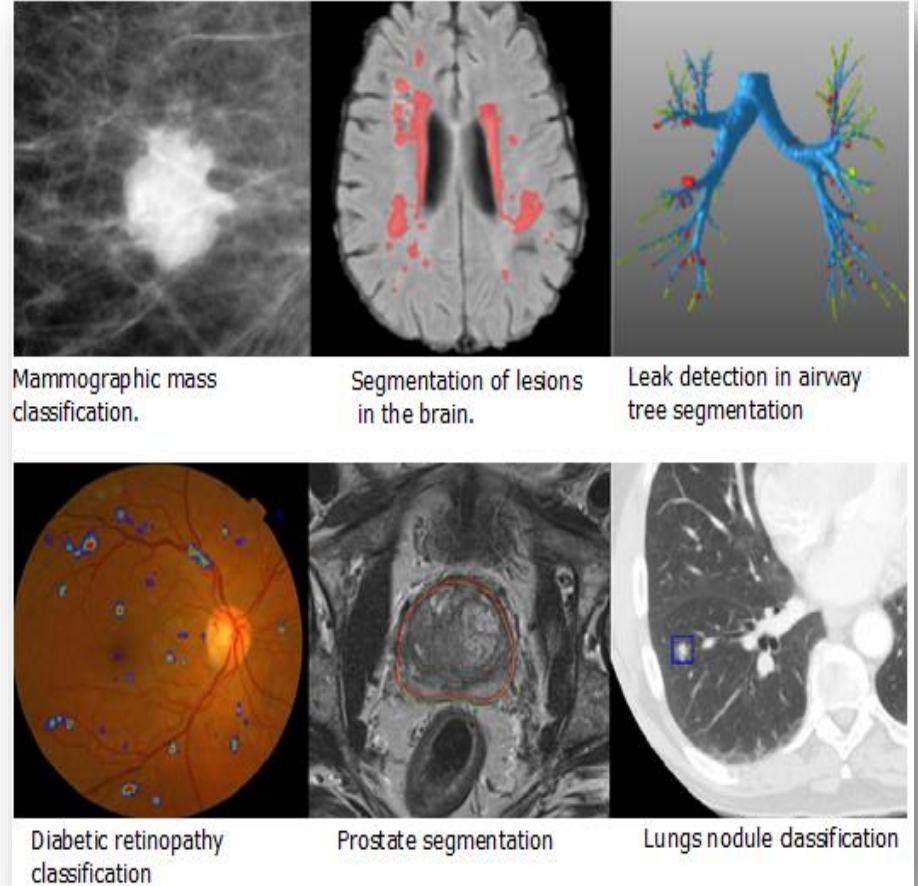 Mammographic mass
classification.
Segmentation of lesions
in the brain.
Leak detection in airway
tree segmentation
Diabetic retinopathy
classification
Prostate segmentation
Lungs nodule classification